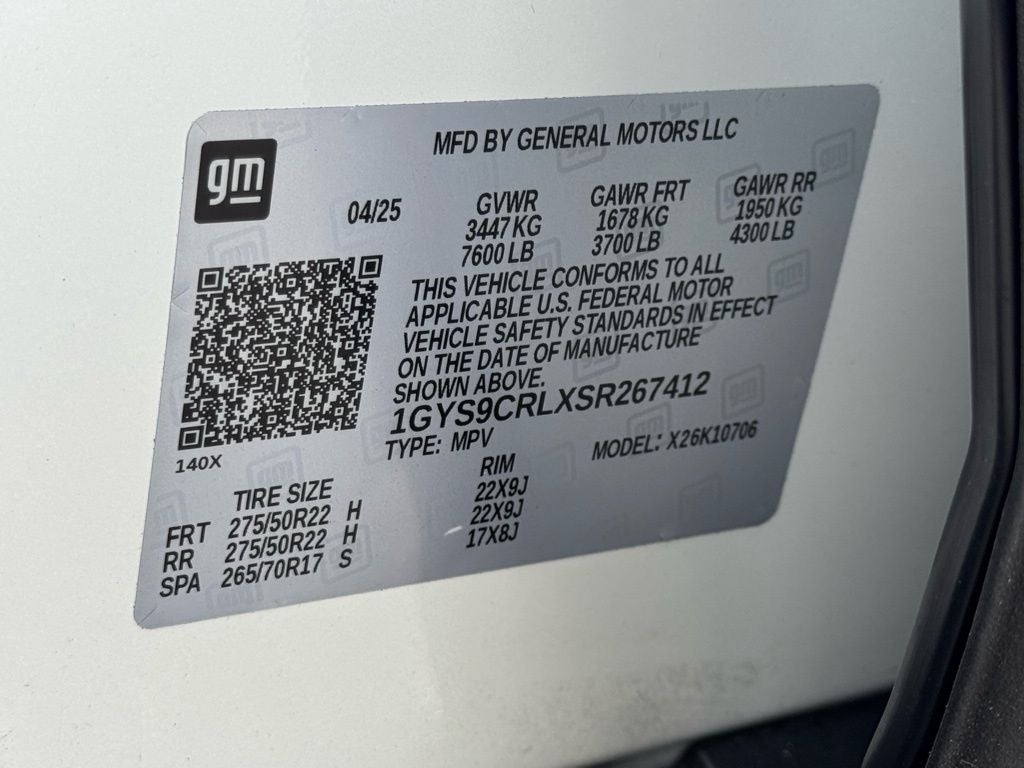 gm
MFD BY GENERAL MOTORS LLC
04/25
GVWR GAWR FRT GAWR RR
3447 KG 1678 KG 1950 KG
7600 LB 3700 LB 4300 LB
THIS VEHICLE CONFORMS TO ALL
APPLICABLE U.S. FEDERAL MOTOR
VEHICLE SAFETY STANDARDS IN EFFECT
ON THE DATE OF MANUFACTURE
SHOWN ABOVE.
1GYS9CRLXSR267412
TYPE: MPV MODEL: X26K10706
140X
TIRE SIZE RIM
FRT 275/50R22 H 22X9J
RR 275/50R22 H 22X9J
SPA 265/70R17 S 17X8J